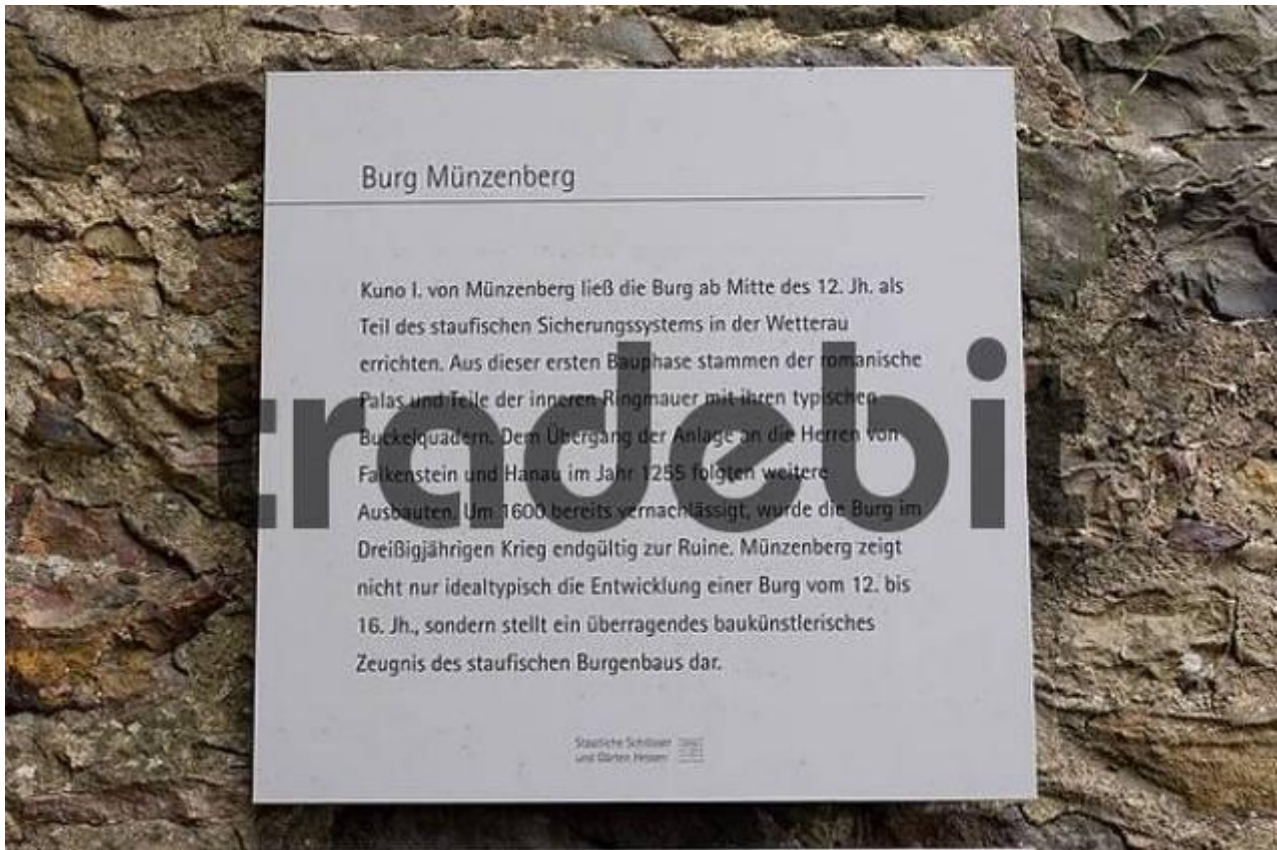 Burg Münzenberg
Kuno I. von Münzenberg ließ die Burg ab Mitte des 12. Jh. als
Teil des staufischen Sicherungssystems in der Wetterau
errichten. Aus dieser ersten Bauphase stammen der romanische
Palas und Teile der inneren Ringmauer mit ihren typischen
Buckelquadern. Dem Übergang der Anlage an die Herren von
Falkenstein und Hanau im Jahr 1255 folgten weitere
Ausbauten. Um 1600 bereits vernachlässigt, wurde die Burg im
Dreißigjährigen Krieg endgültig zur Ruine. Münzenberg zeigt
nicht nur idealtypisch die Entwicklung einer Burg vom 12. bis
16. Jh., sondern stellt ein überragendes baukünstlerisches
Zeugnis des staufischen Burgenbaus dar.
Staatliche Schlösser
und Gärten Hessen
tradebit